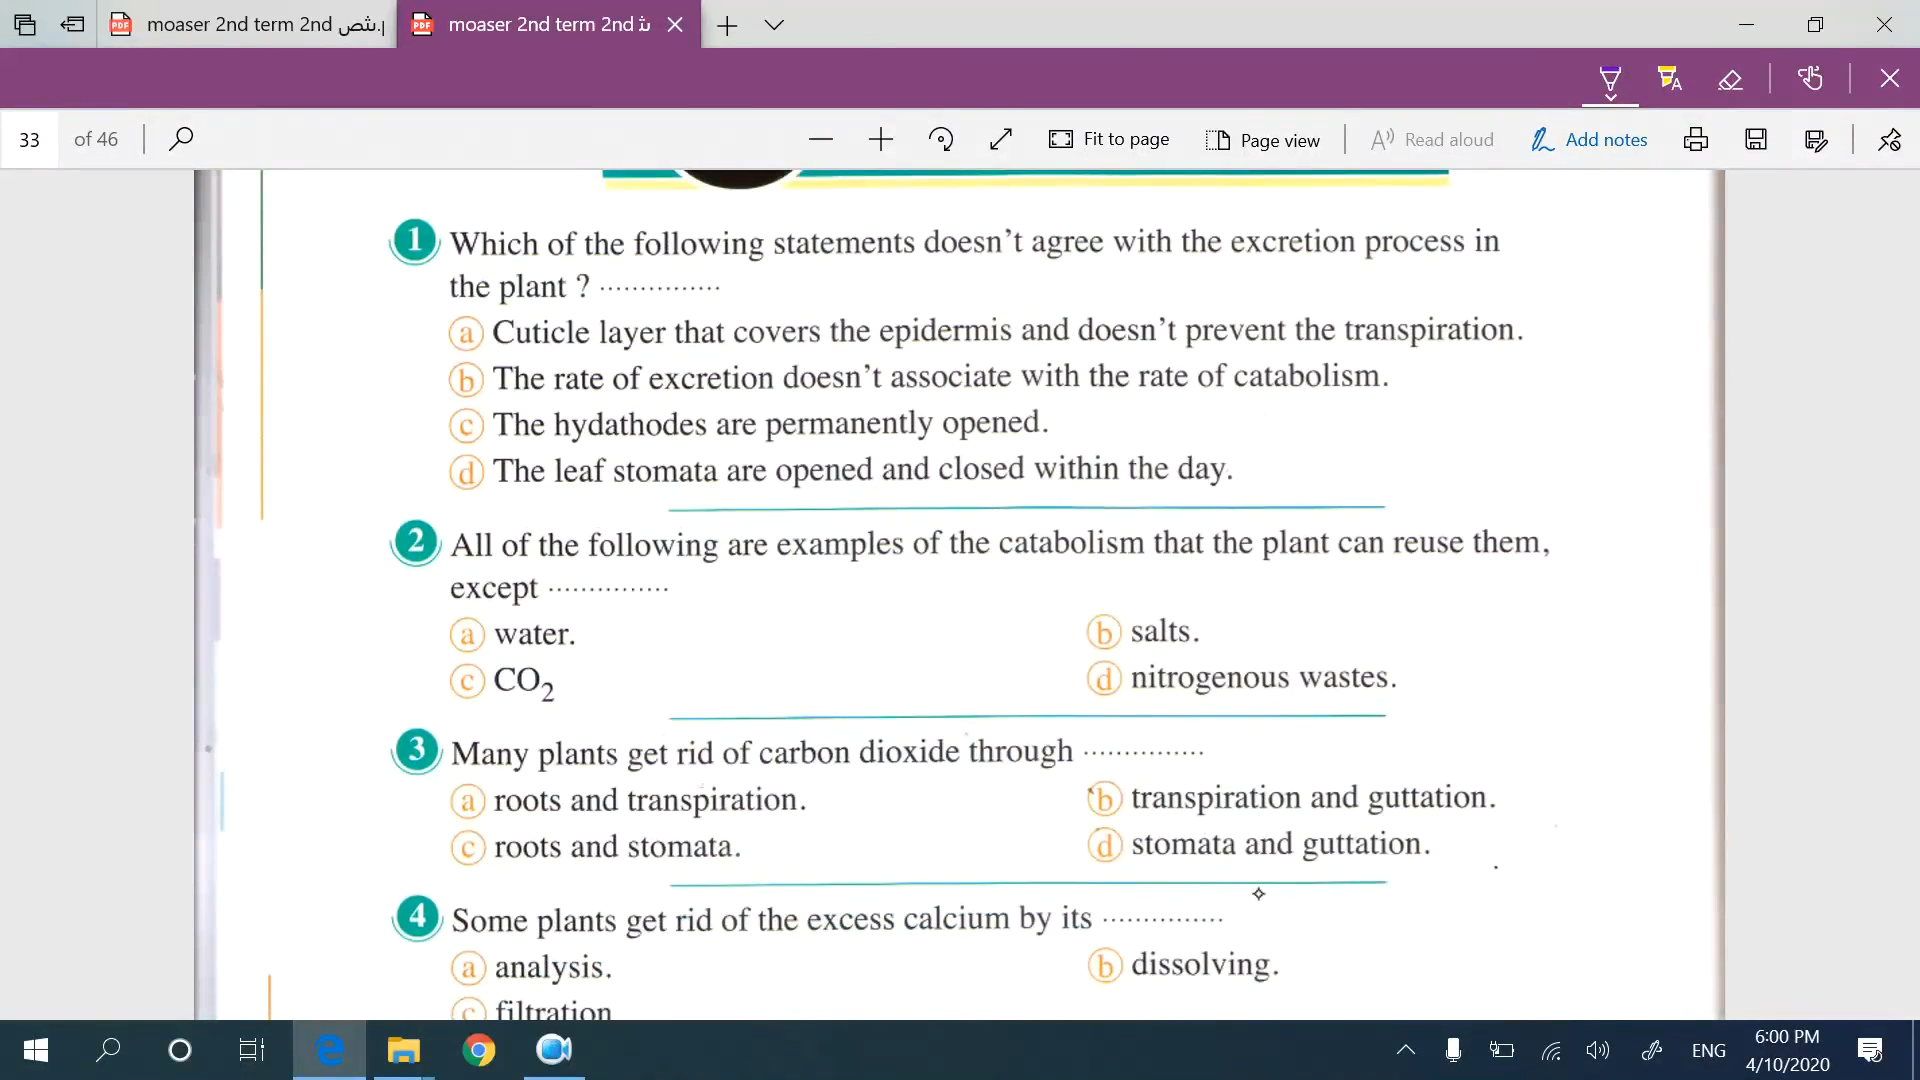 moaser 2nd term 2nd ثص.
moaser 2nd term 2nd ث
33 of 46
Fit to page
Page view
Read aloud
Add notes
1 Which of the following statements doesn't agree with the excretion process in
the plant ? ...............
a Cuticle layer that covers the epidermis and doesn't prevent the transpiration.
b The rate of excretion doesn't associate with the rate of catabolism.
c The hydathodes are permanently opened.
d The leaf stomata are opened and closed within the day.
2 All of the following are examples of the catabolism that the plant can reuse them,
except ...............
a water.
b salts.
c CO2
d nitrogenous wastes.
3 Many plants get rid of carbon dioxide through ...............
a roots and transpiration.
b transpiration and guttation.
c roots and stomata.
d stomata and guttation.
4 Some plants get rid of the excess calcium by its ...............
a analysis.
b dissolving.
c filtration
ENG
6:00 PM
4/10/2020